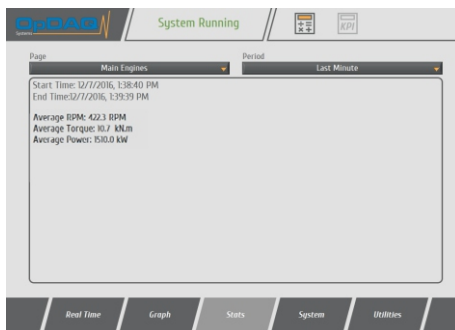 OpDAQ
Systems
System Running
KPI
Page
Period
Main Engines
Last Minute
Start Time: 12/7/2016, 1:38:40 PM
End Time:12/7/2016, 1:39:39 PM
Average RPM: 422.3 RPM
Average Torque: 10.7 kN.m
Average Power: 1510.0 kW
Real Time
Graph
Stats
System
Utilities